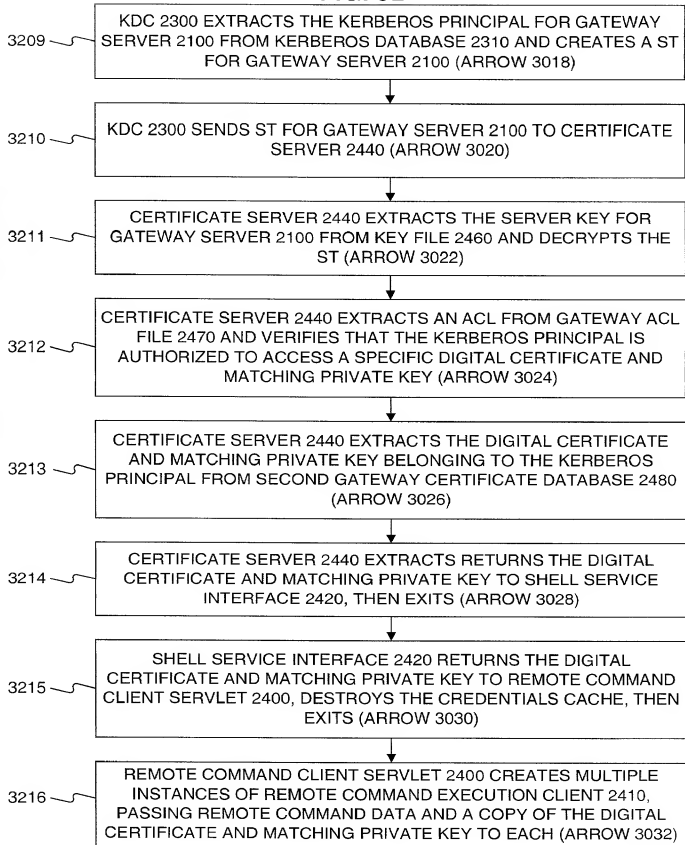 3209
KDC 2300 EXTRACTS THE KERBEROS PRINCIPAL FOR GATEWAY
SERVER 2100 FROM KERBEROS DATABASE 2310 AND CREATES A ST
FOR GATEWAY SERVER 2100 (ARROW 3018)
3210
KDC 2300 SENDS ST FOR GATEWAY SERVER 2100 TO CERTIFICATE
SERVER 2440 (ARROW 3020)
3211
CERTIFICATE SERVER 2440 EXTRACTS THE SERVER KEY FOR
GATEWAY SERVER 2100 FROM KEY FILE 2460 AND DECRYPTS THE
ST (ARROW 3022)
3212
CERTIFICATE SERVER 2440 EXTRACTS AN ACL FROM GATEWAY ACL
FILE 2470 AND VERIFIES THAT THE KERBEROS PRINCIPAL IS
AUTHORIZED TO ACCESS A SPECIFIC DIGITAL CERTIFICATE AND
MATCHING PRIVATE KEY (ARROW 3024)
3213
CERTIFICATE SERVER 2440 EXTRACTS THE DIGITAL CERTIFICATE
AND MATCHING PRIVATE KEY BELONGING TO THE KERBEROS
PRINCIPAL FROM SECOND GATEWAY CERTIFICATE DATABASE 2480
(ARROW 3026)
3214
CERTIFICATE SERVER 2440 EXTRACTS RETURNS THE DIGITAL
CERTIFICATE AND MATCHING PRIVATE KEY TO SHELL SERVICE
INTERFACE 2420, THEN EXITS (ARROW 3028)
3215
SHELL SERVICE INTERFACE 2420 RETURNS THE DIGITAL
CERTIFICATE AND MATCHING PRIVATE KEY TO REMOTE COMMAND
CLIENT SERVLET 2400, DESTROYS THE CREDENTIALS CACHE, THEN
EXITS (ARROW 3030)
3216
REMOTE COMMAND CLIENT SERVLET 2400 CREATES MULTIPLE
INSTANCES OF REMOTE COMMAND EXECUTION CLIENT 2410,
PASSING REMOTE COMMAND DATA AND A COPY OF THE DIGITAL
CERTIFICATE AND MATCHING PRIVATE KEY TO EACH (ARROW 3032)